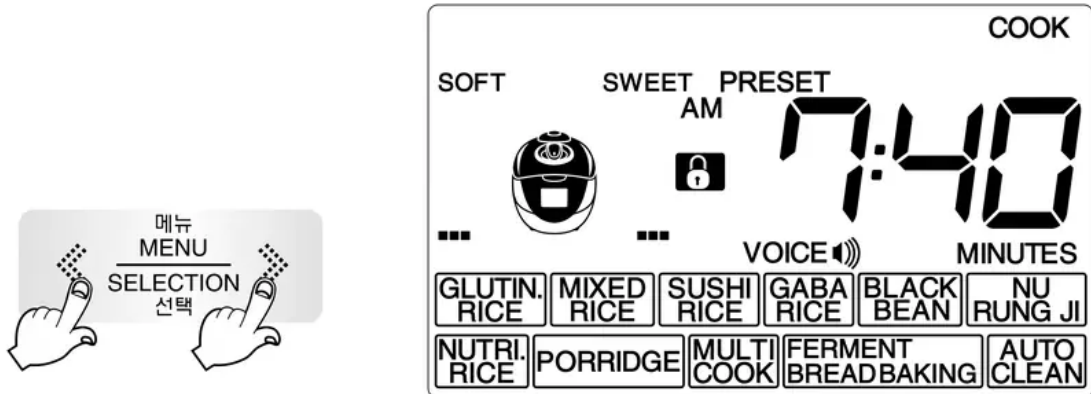 메뉴
MENU
SELECTION
선택
COOK
SOFT SWEET PRESET
AM 7:40
VOICE MINUTES
GLUTIN. RICE
MIXED RICE
SUSHI RICE
GABA RICE
BLACK BEAN
NU RUNG JI
NUTRI. RICE
PORRIDGE
MULTI COOK
FERMENT BREAD BAKING
AUTO CLEAN